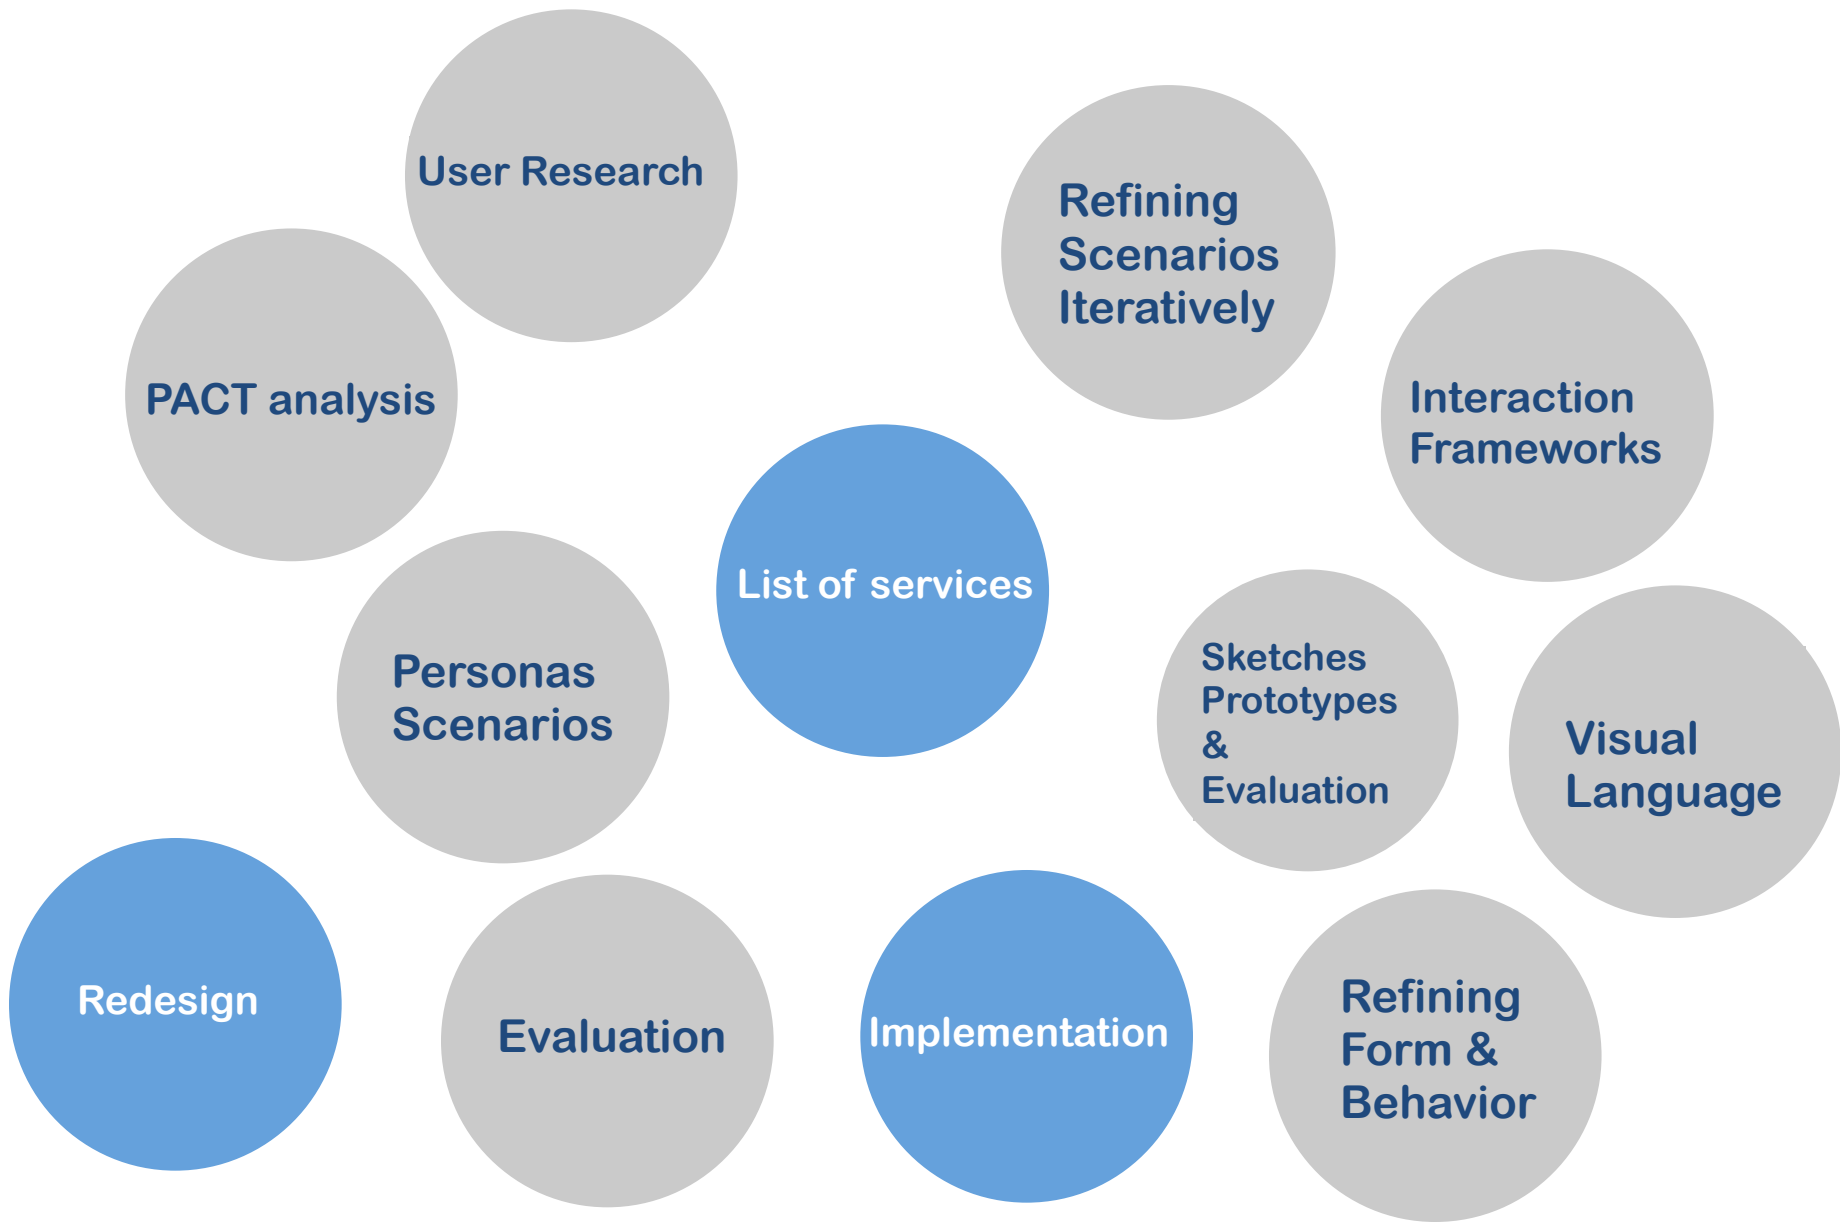 User Research
Refining
Scenarios
Iteratively
PACT analysis
Interaction
Frameworks
List of services
Personas
Scenarios
Sketches
Prototypes
&
Evaluation
Visual
Language
Redesign
Evaluation
Implementation
Refining
Form &
Behavior